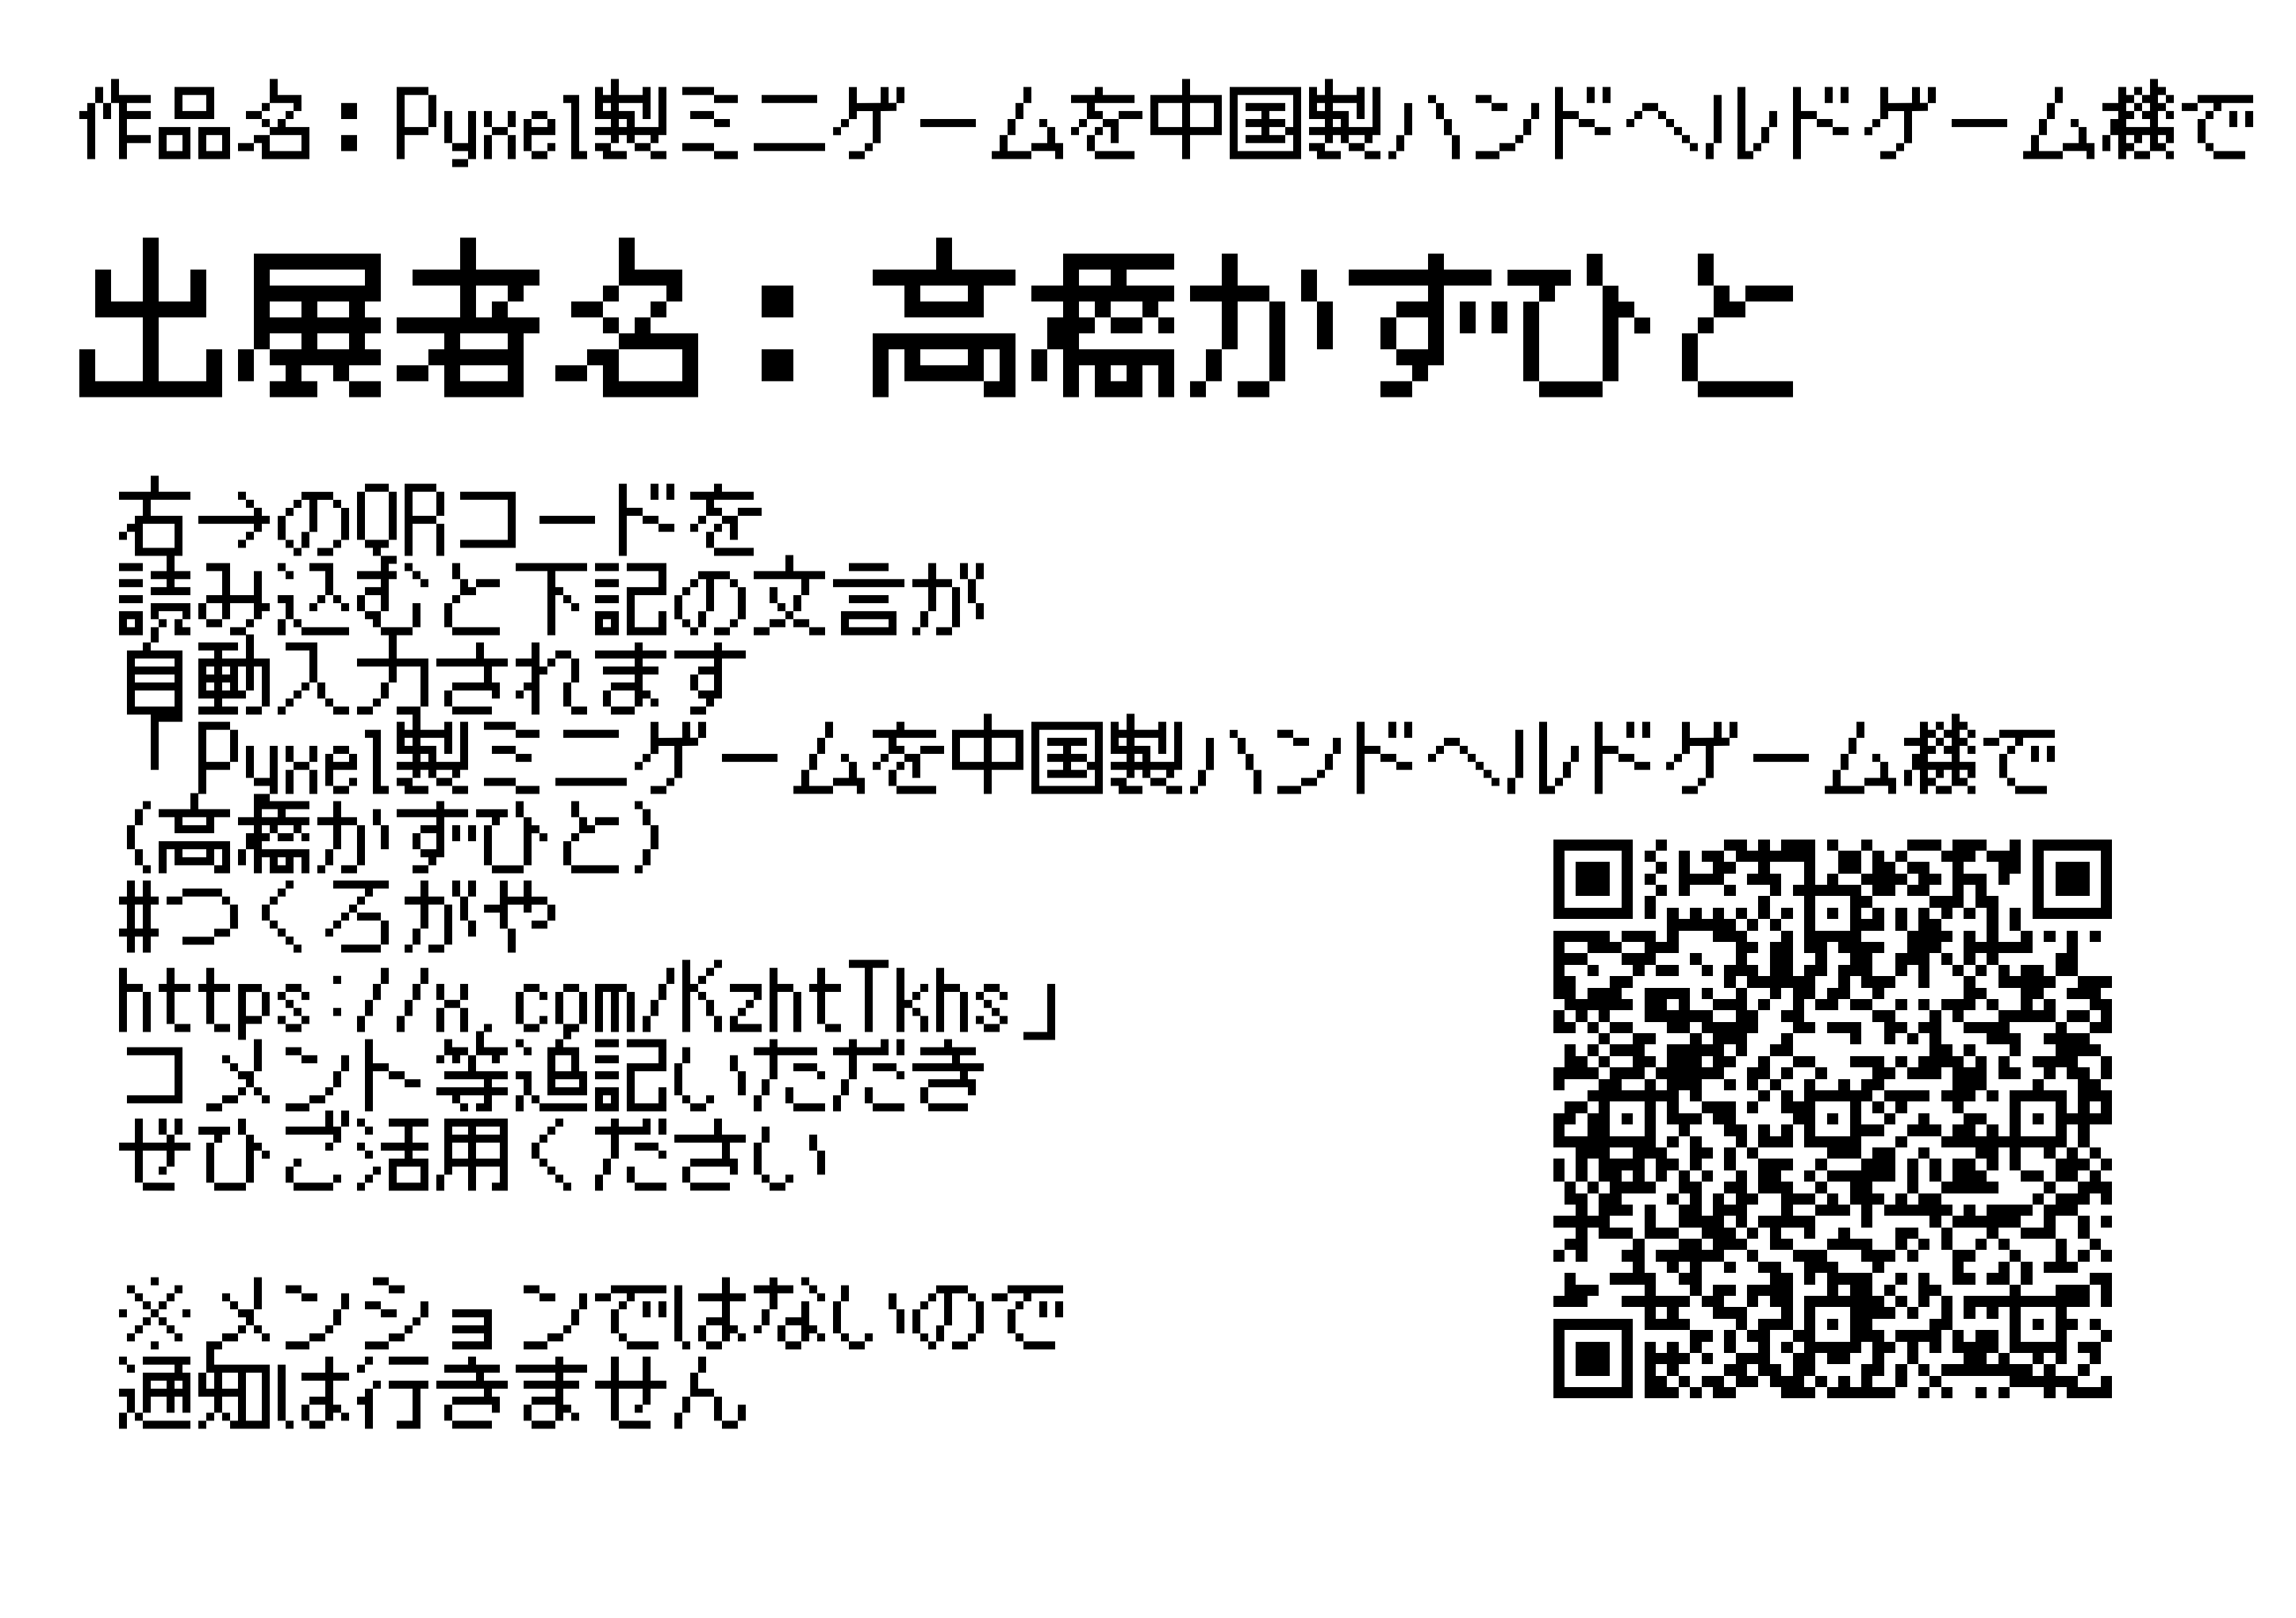 作品名：Pyxel製ミニゲームを中国製ハンドヘルドゲーム機で
出展者名：高橋かずひと
右→のQRコードを
読み込むと下記の文言が
自動入力されます
「Pyxel製ミニゲームを中国製ハンドヘルドゲーム機で
(高橋かずひと)
#つくろがや
https://x.com/KzhtTkhs」
コメント等追記いただき
ぜひご活用ください
※メンションではないので
通知は行きません